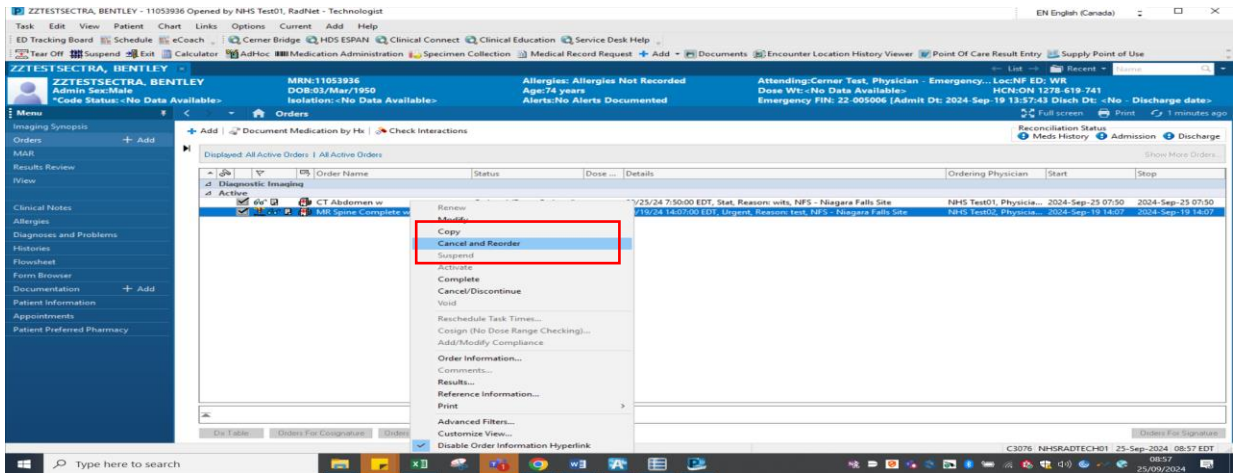 ZZTESTSECTRA, BENTLEY - 11053936 Opened by NHS Test01, RadNet - Technologist
EN English (Canada)
Task Edit View Patient Chart Links Options Current Add Help
ED Tracking Board Schedule eCoach Cerner Bridge HDS ESPAN Clinical Connect Clinical Education Service Desk Help
Tear Off Suspend Exit Calculator AdHoc Medication Administration Specimen Collection Medical Record Request Add Documents Encounter Location History Viewer Point Of Care Result Entry Supply Point of Use
ZZTESTSECTRA, BENTLEY
List Recent Name
ZZTESTSECTRA, BENTLEY MRN:11053936 Allergies: Allergies Not Recorded Attending:Cerner Test, Physician - Emergency... Loc:NF ED; WR
Admin Sex:Male DOB:03/Mar/1950 Age:74 years Dose Wt:<No Data Available> HCN:ON 1278-619-741
*Code Status:<No Data Available> Isolation:<No Data Available> Alerts:No Alerts Documented Emergency FIN: 22-005006 [Admit Dt: 2024-Sep-19 13:57:43 Disch Dt: <No - Discharge date>
Menu Orders Full screen Print 1 minutes ago
Imaging Synopsis
Orders + Add
MAR
Results Review
IView
Clinical Notes
Allergies
Diagnoses and Problems
Histories
Flowsheet
Form Browser
Documentation + Add
Patient Information
Appointments
Patient Preferred Pharmacy
+ Add Document Medication by Hx Check Interactions
Reconciliation Status
Meds History Admission Discharge
Displayed: All Active Orders | All Active Orders
Show More Orders...
Order Name Status Dose ... Details Ordering Physician Start Stop
Diagnostic Imaging
Active
CT Abdomen w /25/24 7:50:00 EDT, Stat, Reason: wits, NFS - Niagara Falls Site NHS Test01, Physicia... 2024-Sep-25 07:50 2024-Sep-25 07:50
MR Spine Complete w /19/24 14:07:00 EDT, Urgent, Reason: test, NFS - Niagara Falls Site NHS Test02, Physicia... 2024-Sep-19 14:07 2024-Sep-19 14:07
Renew
Modify
Copy
Cancel and Reorder
Suspend
Activate
Complete
Cancel/Discontinue
Void
Reschedule Task Times...
Cosign (No Dose Range Checking)...
Add/Modify Compliance
Order Information...
Comments...
Results...
Reference Information...
Print
Advanced Filters...
Customize View...
Disable Order Information Hyperlink
Dx Table Orders For Cosignature Orders For Signature
C3076 NHSRADTECH01 25-Sep-2024 08:57 EDT
Type here to search
08:57
25/09/2024